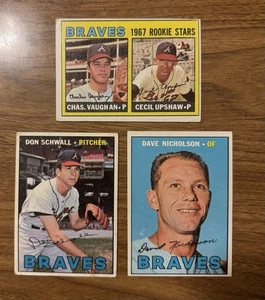 BRAVES 1967 ROOKIE STARS
CHAS. VAUGHAN-P CECIL UPSHAW-P
DON SCHWALL - PITCHER
BRAVES
DAVE NICHOLSON - OF
BRAVES